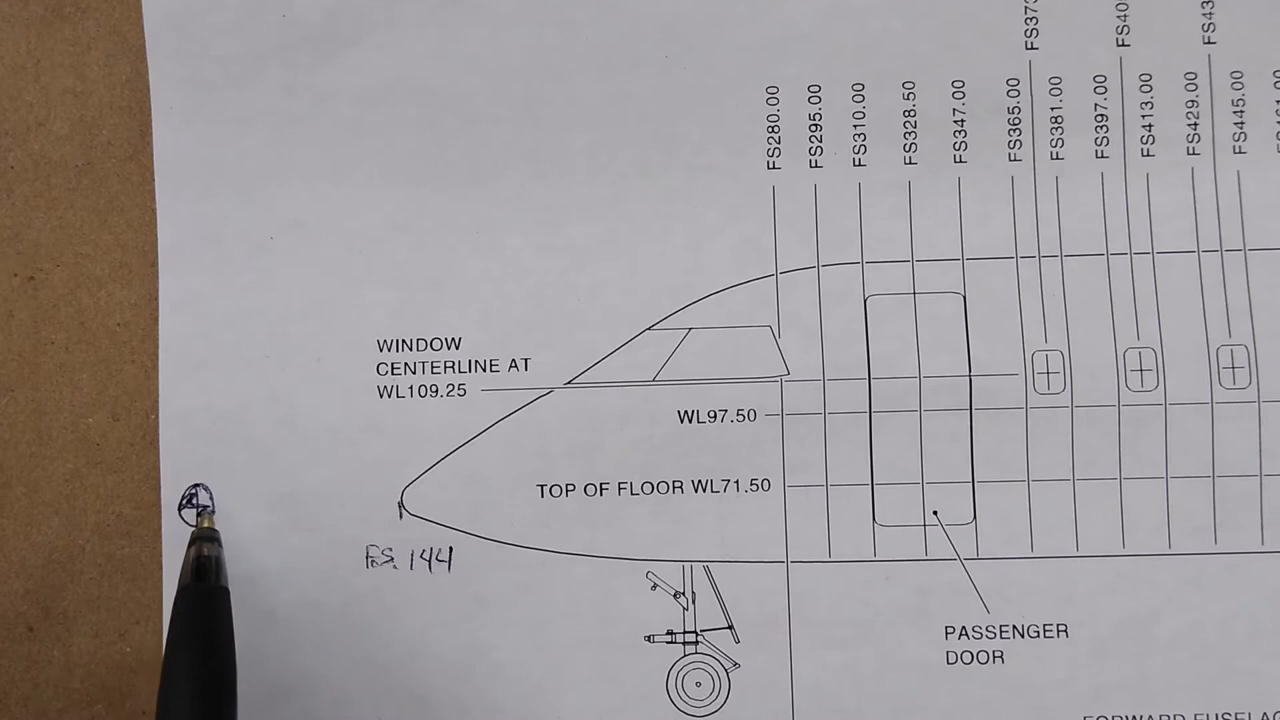 FS280.00
FS295.00
FS310.00
FS328.50
FS347.00
FS365.00
FS381.00
FS397.00
FS413.00
FS429.00
FS445.00
WINDOW
CENTERLINE AT
WL109.25
WL97.50
TOP OF FLOOR WL71.50
F.S. 144
PASSENGER
DOOR